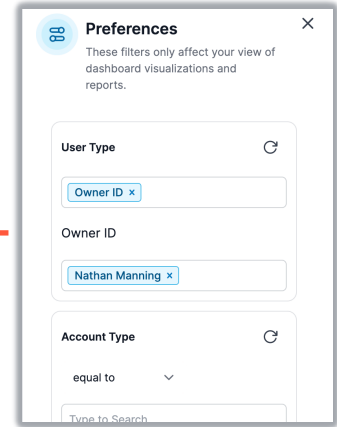 Preferences
These filters only affect your view of
dashboard visualizations and
reports.
User Type
Owner ID ×
Owner ID
Nathan Manning ×
Account Type
equal to
Type to Search